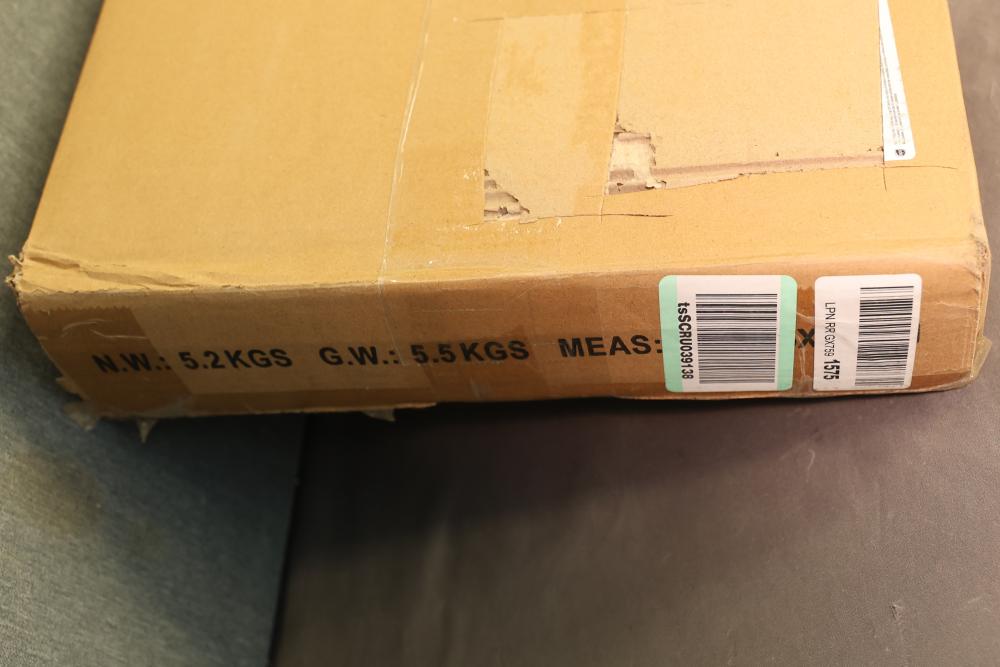 N.W.: 5.2KGS G.W.: 5.5KGS MEAS:
tsSCRU039138
LPN RR GX759 1575